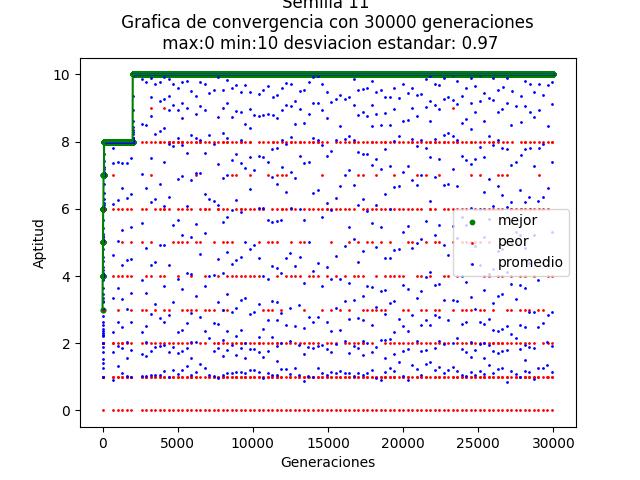 Semilla 11
Grafica de convergencia con 30000 generaciones
max:0 min:10 desviacion estandar: 0.97
10
8
6
4
2
0
Aptitud
mejor
peor
promedio
0 5000 10000 15000 20000 25000 30000
Generaciones